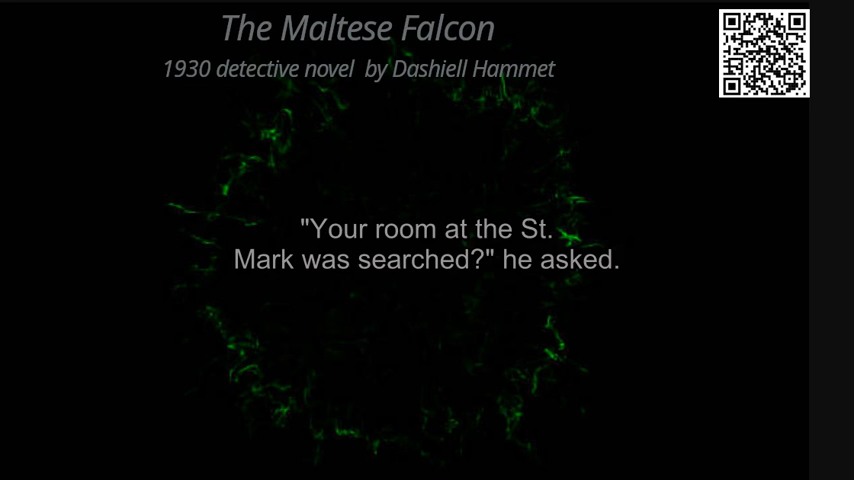 The Maltese Falcon
1930 detective novel by Dashiell Hammet
"Your room at the St.
Mark was searched?" he asked.